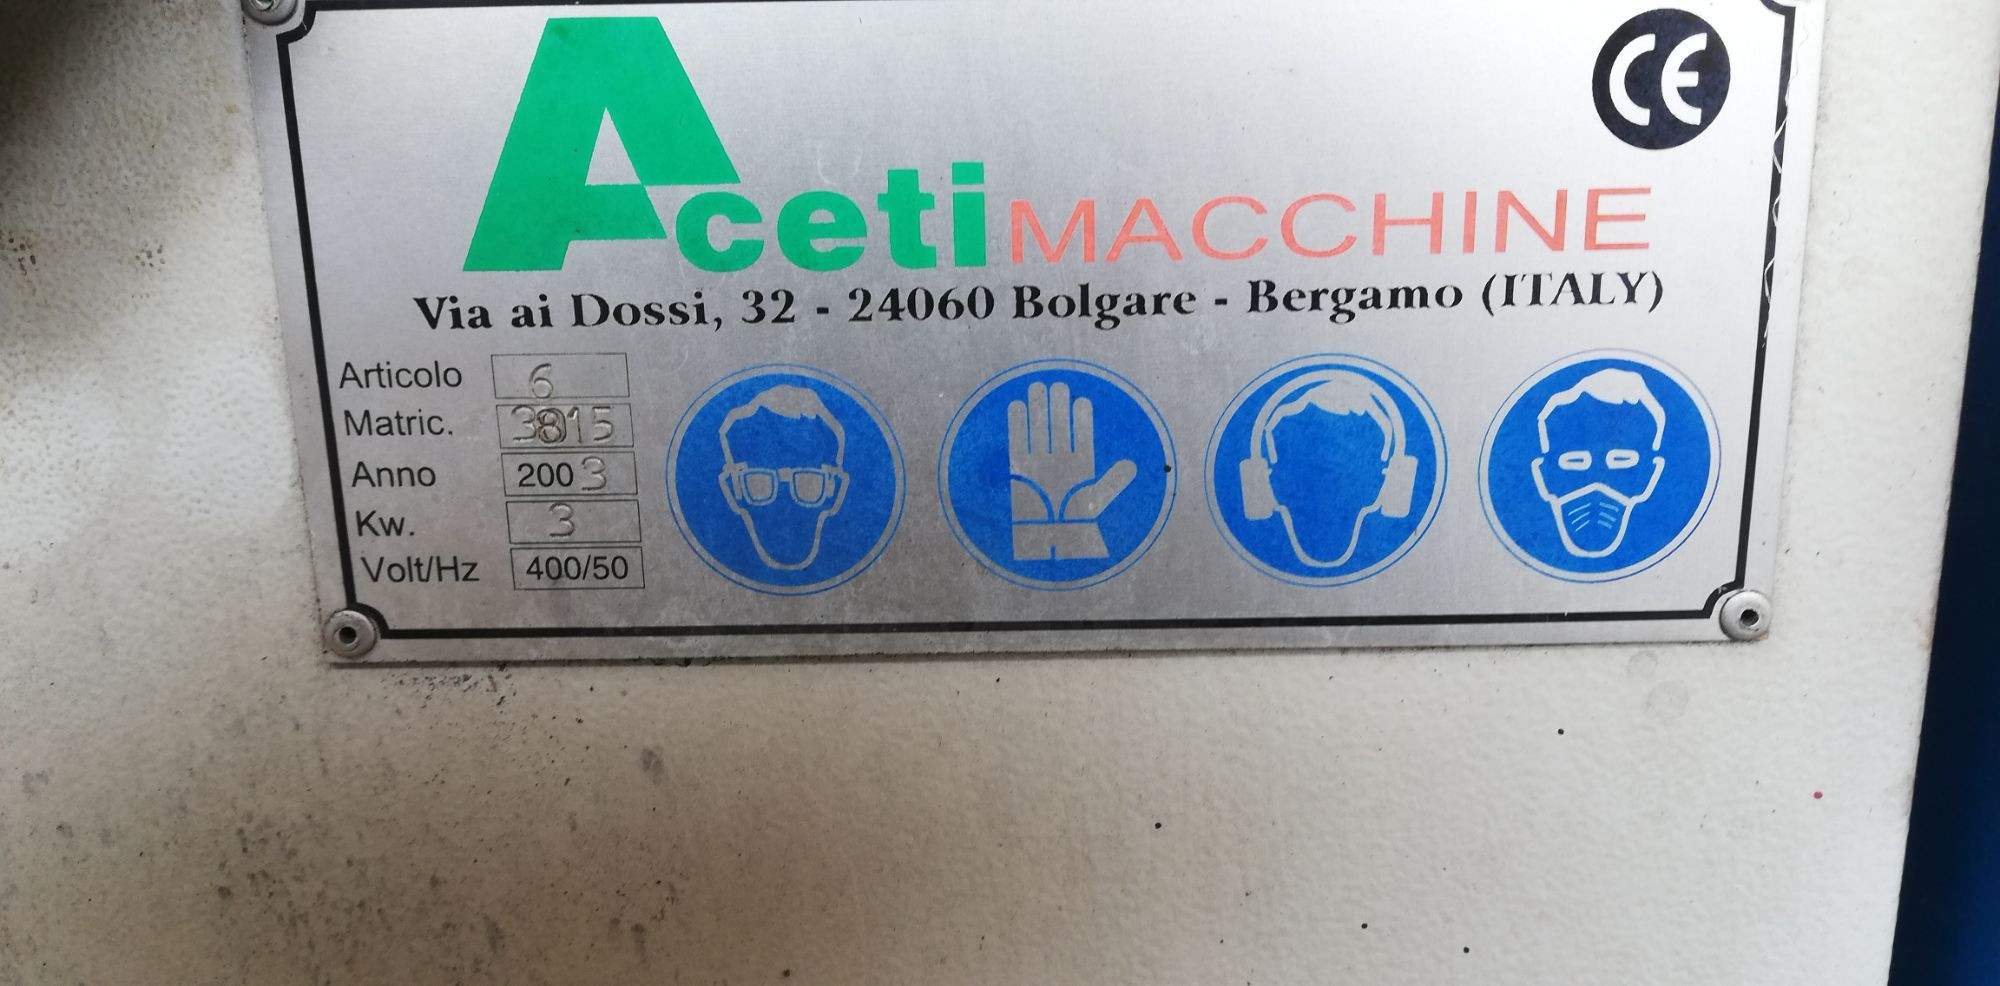 Aceti MACCHINE
CE
Via ai Dossi, 32 - 24060 Bolgare - Bergamo (ITALY)
Articolo 6
Matric. 3815
Anno 2003
Kw. 3
Volt/Hz 400/50